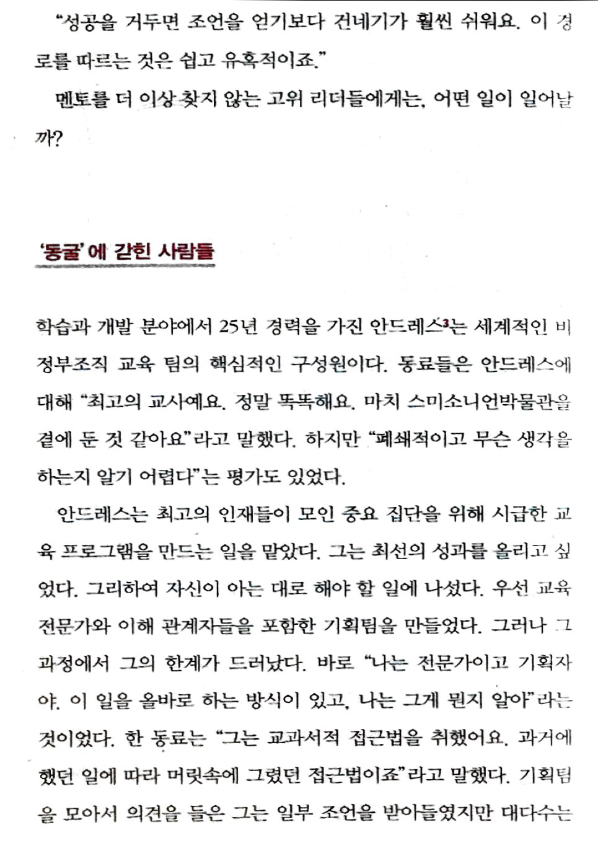 “성공을 거두면 조언을 얻기보다 건네기가 훨씬 쉬워요. 이 경
로를 따르는 것은 쉽고 유혹적이죠.”
멘토를 더 이상 찾지 않는 고위 리더들에게는, 어떤 일이 일어날
까?
‘동굴’에 갇힌 사람들
학습과 개발 분야에서 25년 경력을 가진 안드레스3는 세계적인 비
정부조직 교육 팀의 핵심적인 구성원이다. 동료들은 안드레스에
대해 “최고의 교사예요. 정말 똑똑해요. 마치 스미소니언박물관을
곁에 둔 것 같아요”라고 말했다. 하지만 “폐쇄적이고 무슨 생각을
하는지 알기 어렵다”는 평가도 있었다.
안드레스는 최고의 인재들이 모인 중요 집단을 위해 시급한 교
육 프로그램을 만드는 일을 맡았다. 그는 최선의 성과를 올리고 싶
었다. 그리하여 자신이 아는 대로 해야 할 일에 나섰다. 우선 교육
전문가와 이해 관계자들을 포함한 기획팀을 만들었다. 그러나 그
과정에서 그의 한계가 드러났다. 바로 “나는 전문가이고 기획자
야. 이 일을 올바로 하는 방식이 있고, 나는 그게 뭔지 알아”라는
것이었다. 한 동료는 “그는 교과서적 접근법을 취했어요. 과거에
했던 일에 따라 머릿속에 그렸던 접근법이죠”라고 말했다. 기획팀
을 모아서 의견을 들은 그는 일부 조언을 받아들였지만 대다수는